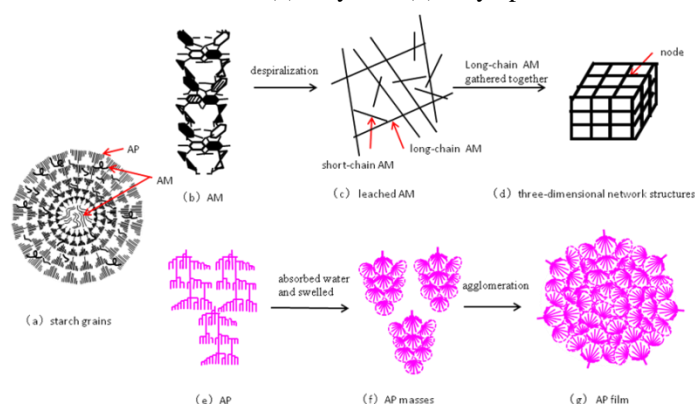 despiralization
Long-chain AM
gathered together
node
AP
AM
short-chain AM
long-chain AM
(b) AM
(c) leached AM
(d) three-dimensional network structures
absorbed water
and swelled
agglomeration
(a) starch grains
(e) AP
(f) AP masses
(g) AP film